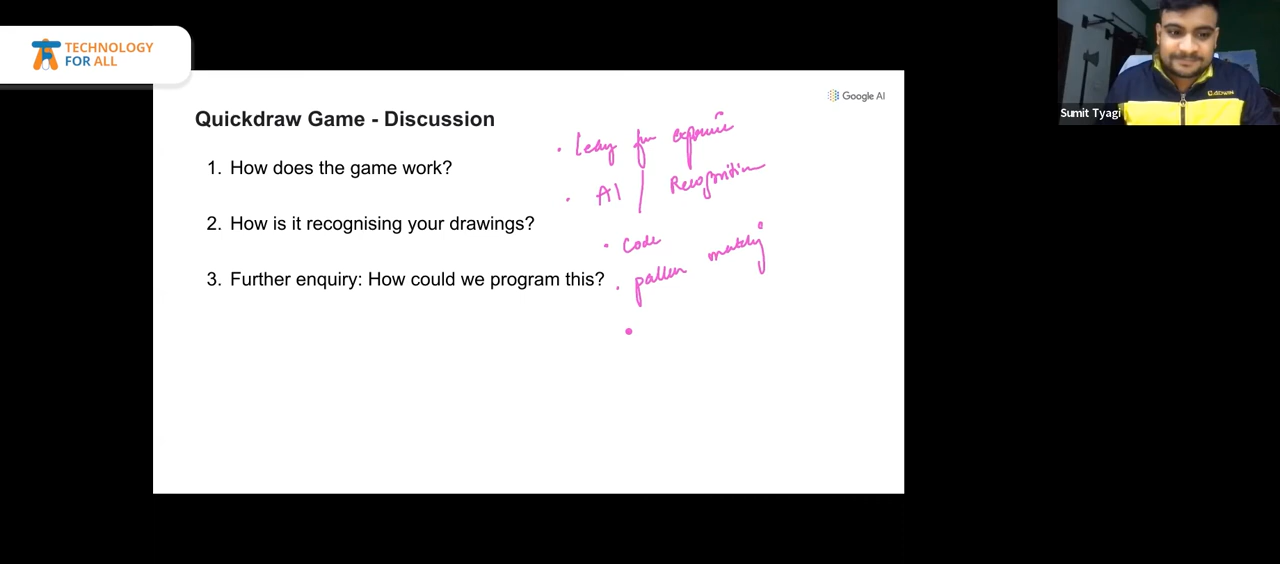 TECHNOLOGY
FOR ALL
Sumit Tyagi
Google AI
Quickdraw Game - Discussion
1. How does the game work?
2. How is it recognising your drawings?
3. Further enquiry: How could we program this?
AI | Recognition
• Code
matching